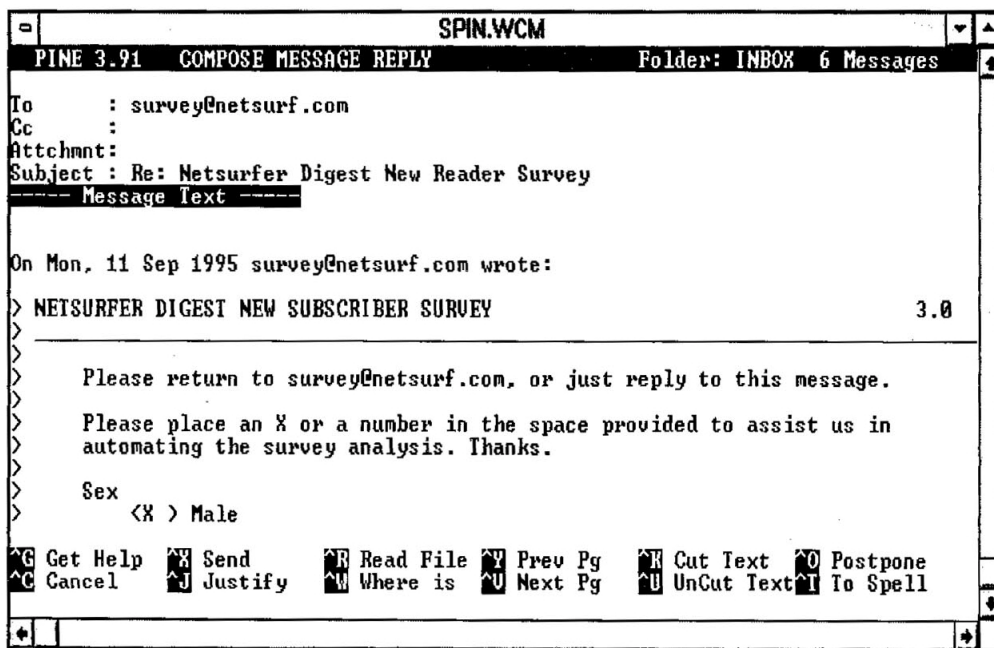 SPIN.WCM
PINE 3.91 COMPOSE MESSAGE REPLY Folder: INBOX 6 Messages
To : survey@netsurf.com
Cc :
Attchmnt:
Subject : Re: Netsurfer Digest New Reader Survey
----- Message Text -----
On Mon, 11 Sep 1995 survey@netsurf.com wrote:
> NETSURFER DIGEST NEW SUBSCRIBER SURVEY 3.0
>
>
> Please return to survey@netsurf.com, or just reply to this message.
>
> Please place an X or a number in the space provided to assist us in
> automating the survey analysis. Thanks.
>
> Sex
> <X > Male
^G Get Help ^X Send ^R Read File ^Y Prev Pg ^K Cut Text ^O Postpone
^C Cancel ^J Justify ^W Where is ^V Next Pg ^U UnCut Text ^T To Spell